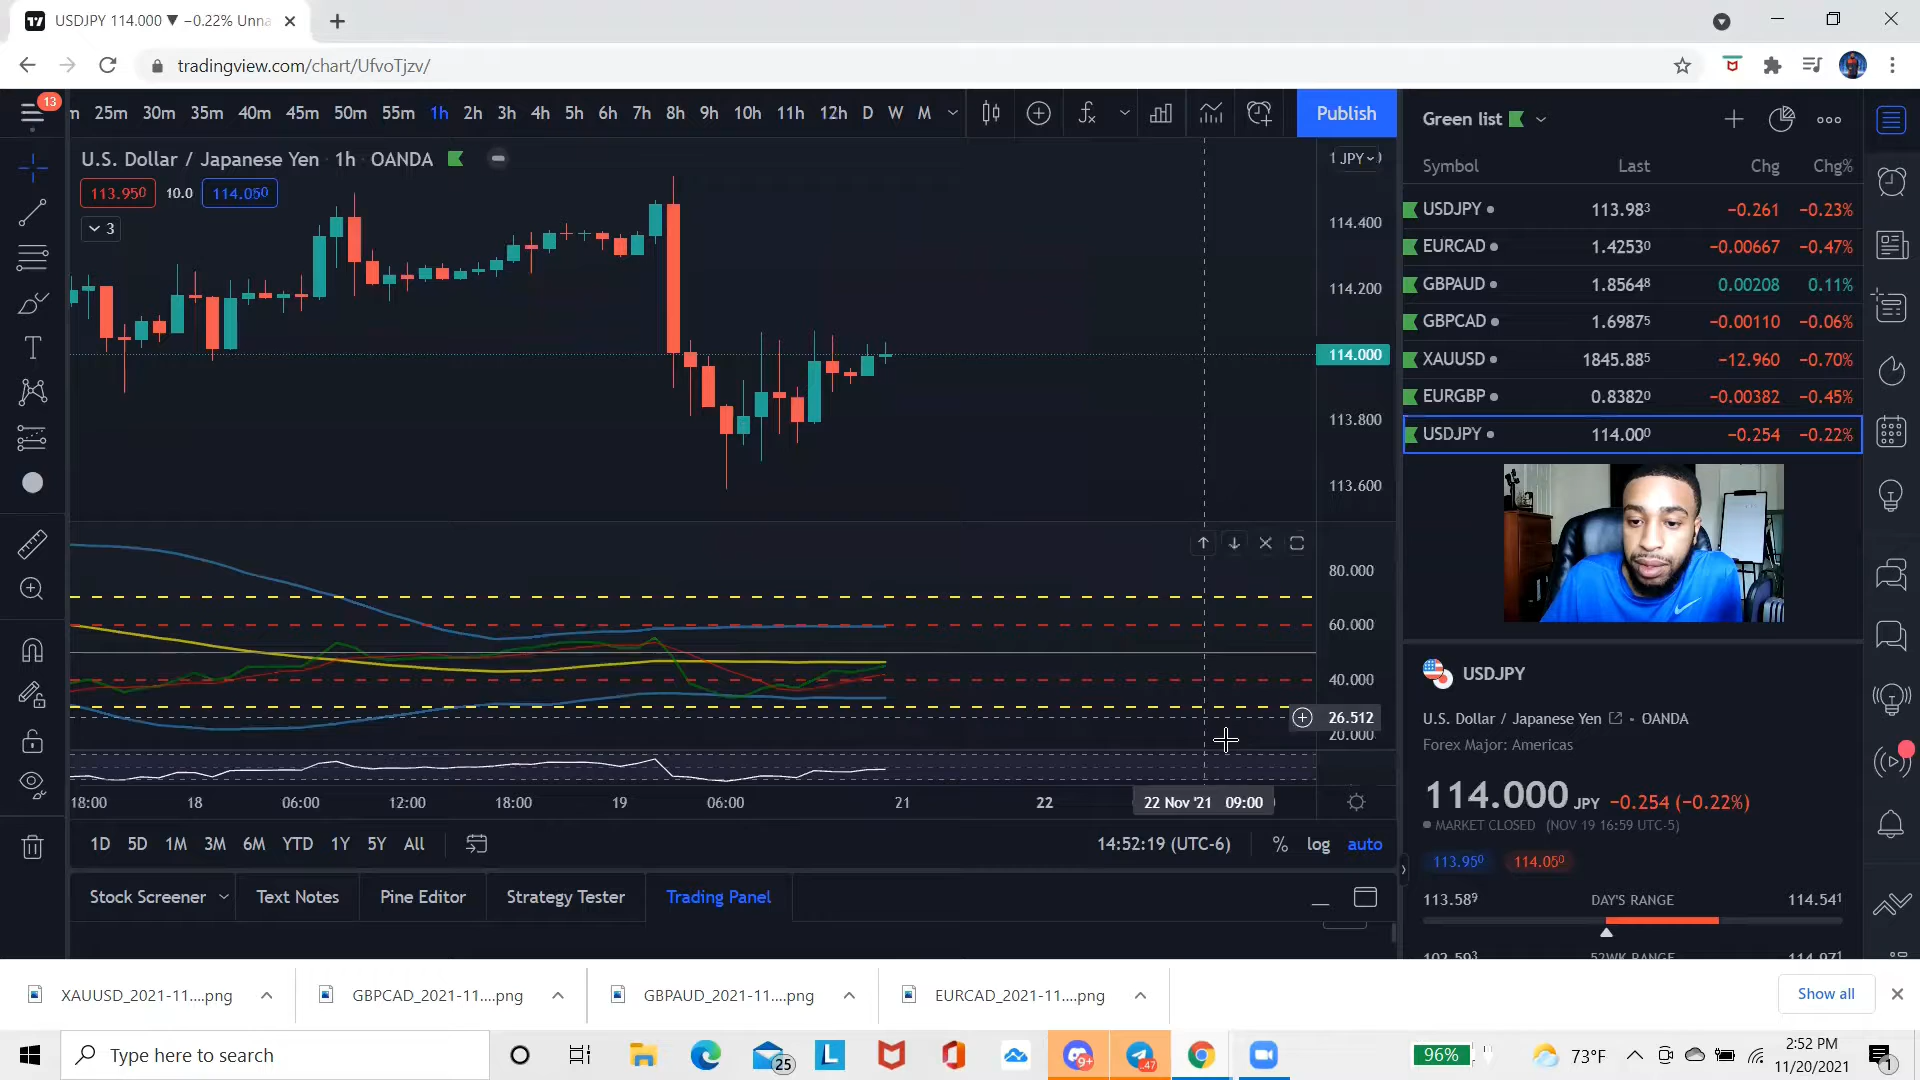 USDJPY 114.000 ▼ −0.22% Unna
tradingview.com/chart/UfvoTjzv/
13
m 25m 30m 35m 40m 45m 50m 55m 1h 2h 3h 4h 5h 6h 7h 8h 9h 10h 11h 12h D W M
Publish
U.S. Dollar / Japanese Yen · 1h · OANDA
113.950 10.0 114.050
3
JPY
114.400
114.200
114.000
113.800
113.600
80.000
60.000
40.000
26.512
20.000
18:00 18 06:00 12:00 18:00 19 06:00 21 22 22 Nov '21 09:00
1D 5D 1M 3M 6M YTD 1Y 5Y All
14:52:19 (UTC-6) % log auto
Stock Screener Text Notes Pine Editor Strategy Tester Trading Panel
Green list
Symbol Last Chg Chg%
USDJPY 113.983 −0.261 −0.23%
EURCAD 1.42530 −0.00667 −0.47%
GBPAUD 1.85648 0.00208 0.11%
GBPCAD 1.69875 −0.00110 −0.06%
XAUUSD 1845.885 −12.960 −0.70%
EURGBP 0.83820 −0.00382 −0.45%
USDJPY 114.000 −0.254 −0.22%
USDJPY
U.S. Dollar / Japanese Yen · OANDA
Forex Major: Americas
114.000 JPY −0.254 (−0.22%)
MARKET CLOSED (NOV 19 16:59 UTC-5)
113.950 114.050
113.589 DAY'S RANGE 114.541
102.593 52WK RANGE 114.971
XAUUSD_2021-11....png
GBPCAD_2021-11....png
GBPAUD_2021-11....png
EURCAD_2021-11....png
Show all
Type here to search
25
L
9+
47
96%
73°F
2:52 PM
11/20/2021
1